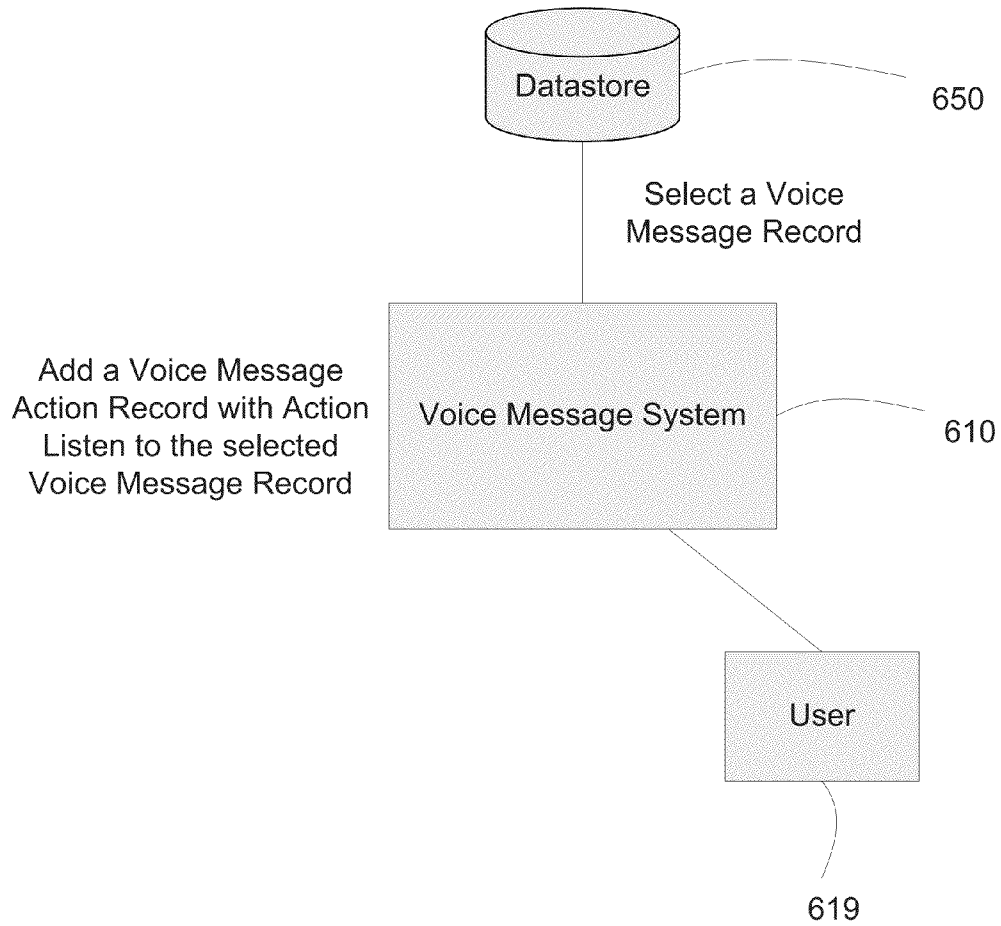 Datastore
650
Select a Voice
Message Record
Add a Voice Message
Action Record with Action
Listen to the selected
Voice Message Record
Voice Message System
610
User
619